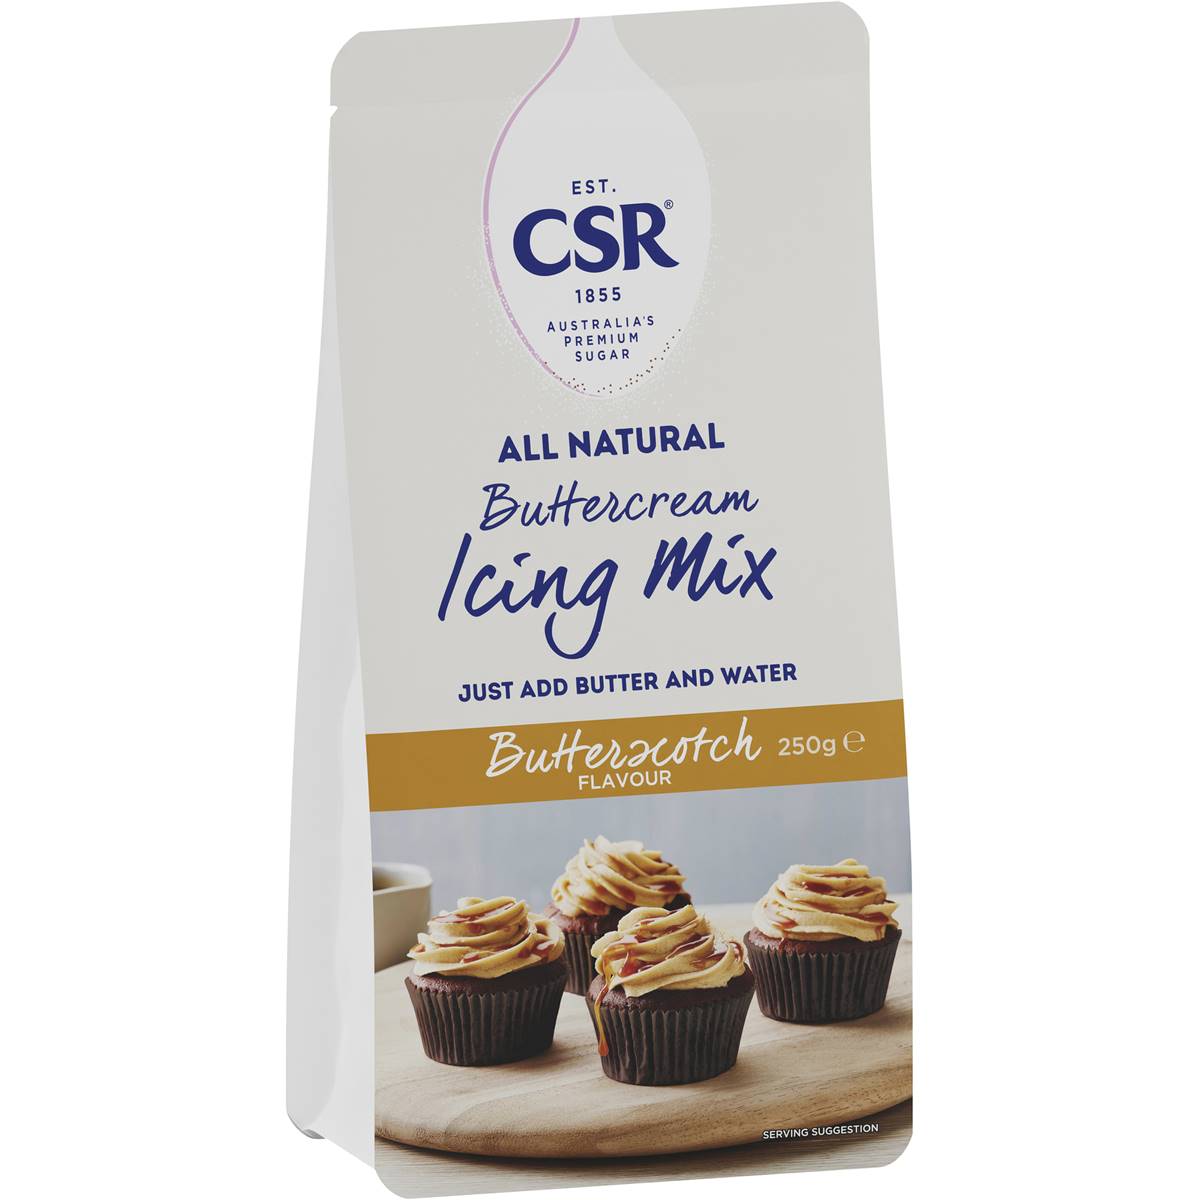 EST.
CSR®
1855
AUSTRALIA'S
PREMIUM
SUGAR
ALL NATURAL
Buttercream
Icing Mix
JUST ADD BUTTER AND WATER
Butterscotch 250g ℮
FLAVOUR
SERVING SUGGESTION